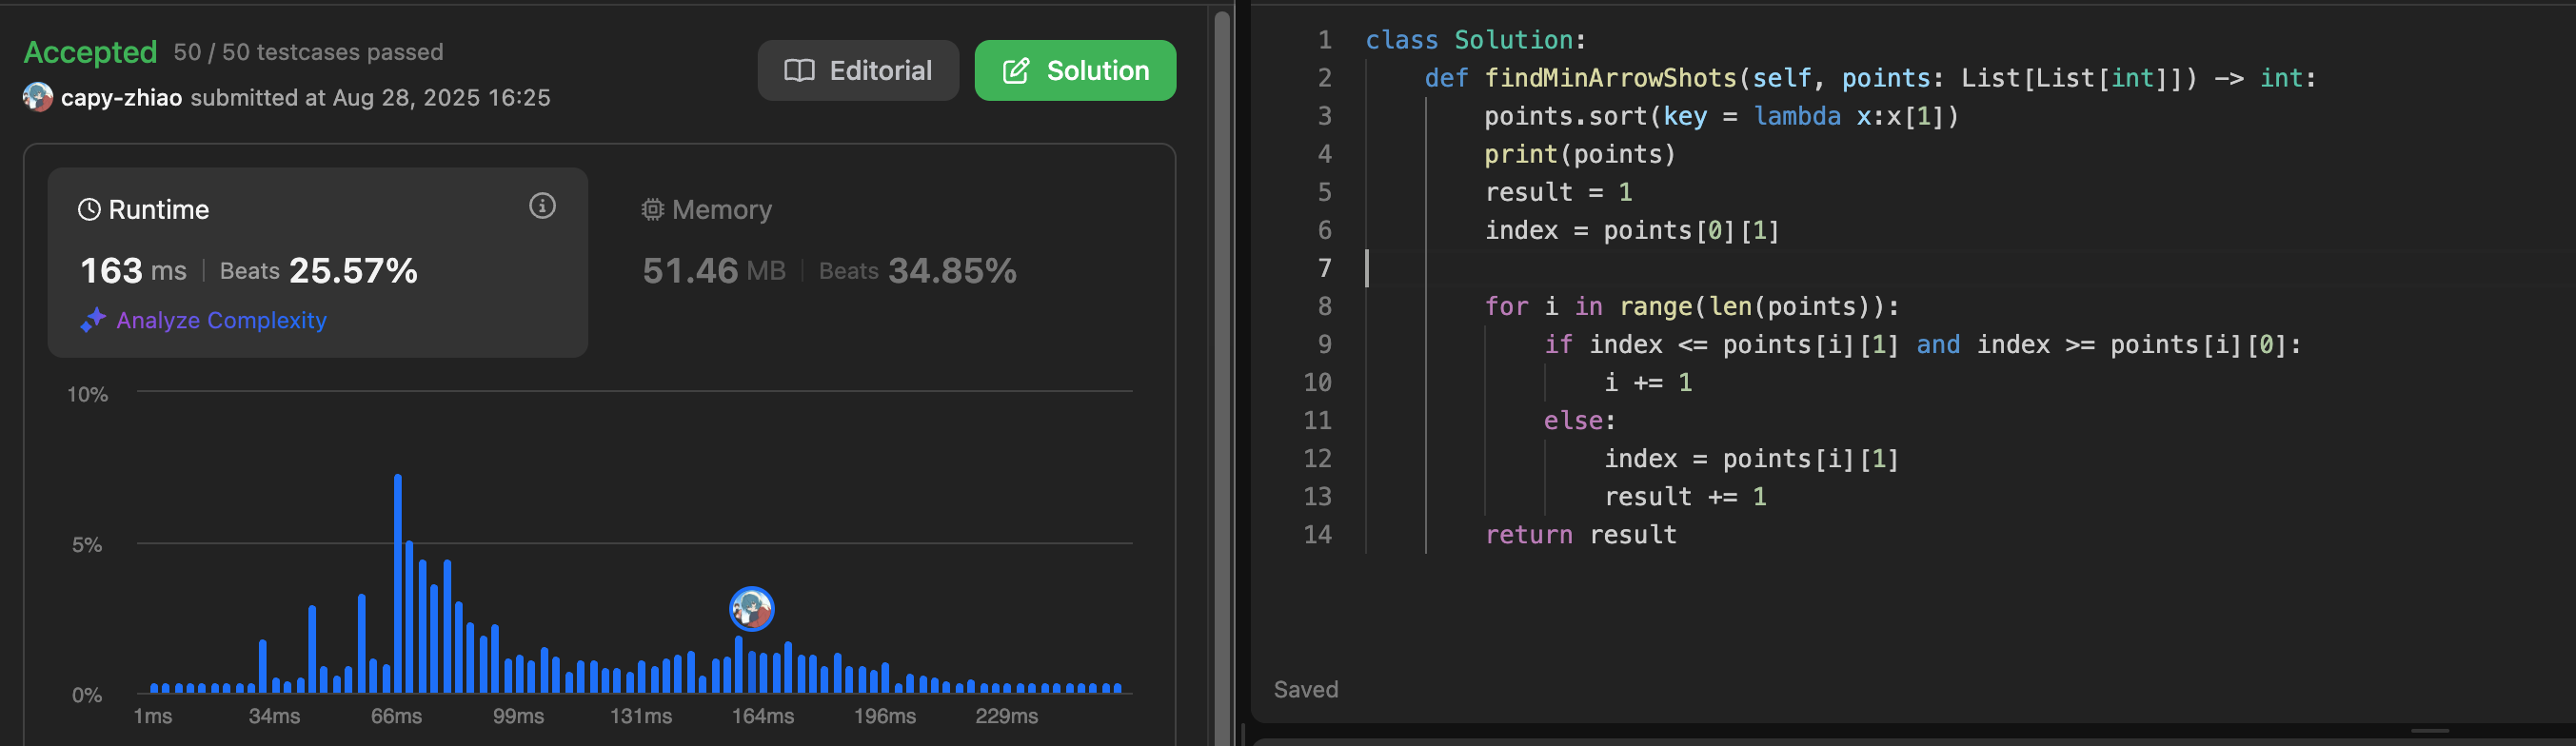 Accepted 50 / 50 testcases passed
capy-zhiao submitted at Aug 28, 2025 16:25
Editorial
Solution
Runtime
163 ms | Beats 25.57%
Analyze Complexity
Memory
51.46 MB | Beats 34.85%
10%
5%
0%
1ms 34ms 66ms 99ms 131ms 164ms 196ms 229ms
1 class Solution:
2     def findMinArrowShots(self, points: List[List[int]]) -> int:
3         points.sort(key = lambda x:x[1])
4         print(points)
5         result = 1
6         index = points[0][1]
7
8         for i in range(len(points)):
9             if index <= points[i][1] and index >= points[i][0]:
10                 i += 1
11             else:
12                 index = points[i][1]
13                 result += 1
14         return result
Saved